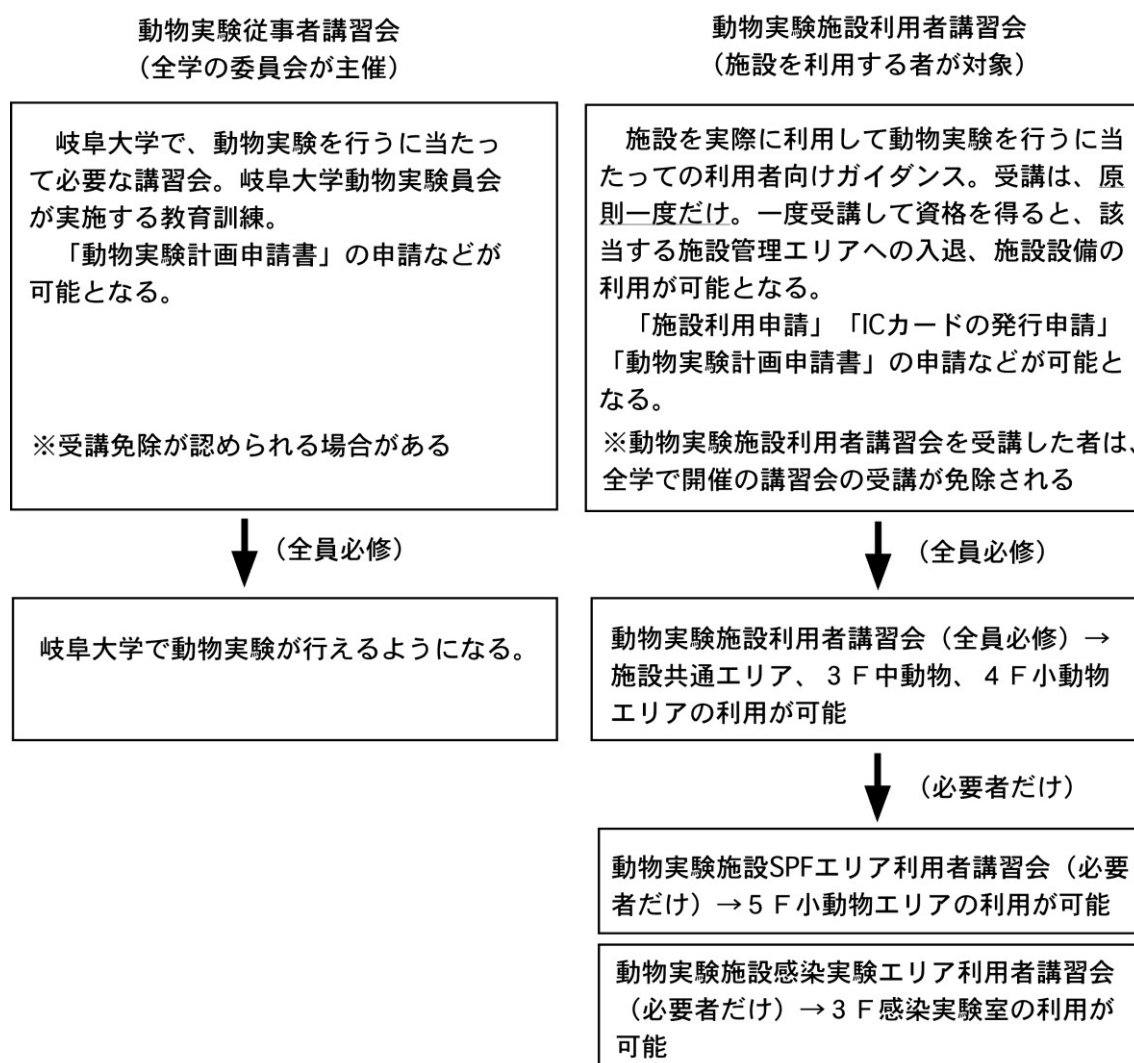 動物実験従事者講習会
（全学の委員会が主催）
　岐阜大学で、動物実験を行うに当たっ
て必要な講習会。岐阜大学動物実験員会
が実施する教育訓練。
　「動物実験計画申請書」の申請などが
可能となる。
※受講免除が認められる場合がある
（全員必修）
岐阜大学で動物実験が行えるようになる。
動物実験施設利用者講習会
（施設を利用する者が対象）
　施設を実際に利用して動物実験を行うに当
たっての利用者向けガイダンス。受講は、原
則一度だけ。一度受講して資格を得ると、該
当する施設管理エリアへの入退、施設設備の
利用が可能となる。
　「施設利用申請」「ICカードの発行申請」
「動物実験計画申請書」の申請などが可能と
なる。
※動物実験施設利用者講習会を受講した者は、
全学で開催の講習会の受講が免除される
（全員必修）
動物実験施設利用者講習会（全員必修）→
施設共通エリア、３Ｆ中動物、４Ｆ小動物
エリアの利用が可能
（必要者だけ）
動物実験施設SPFエリア利用者講習会（必要
者だけ）→５Ｆ小動物エリアの利用が可能
動物実験施設感染実験エリア利用者講習会
（必要者だけ）→３Ｆ感染実験室の利用が
可能